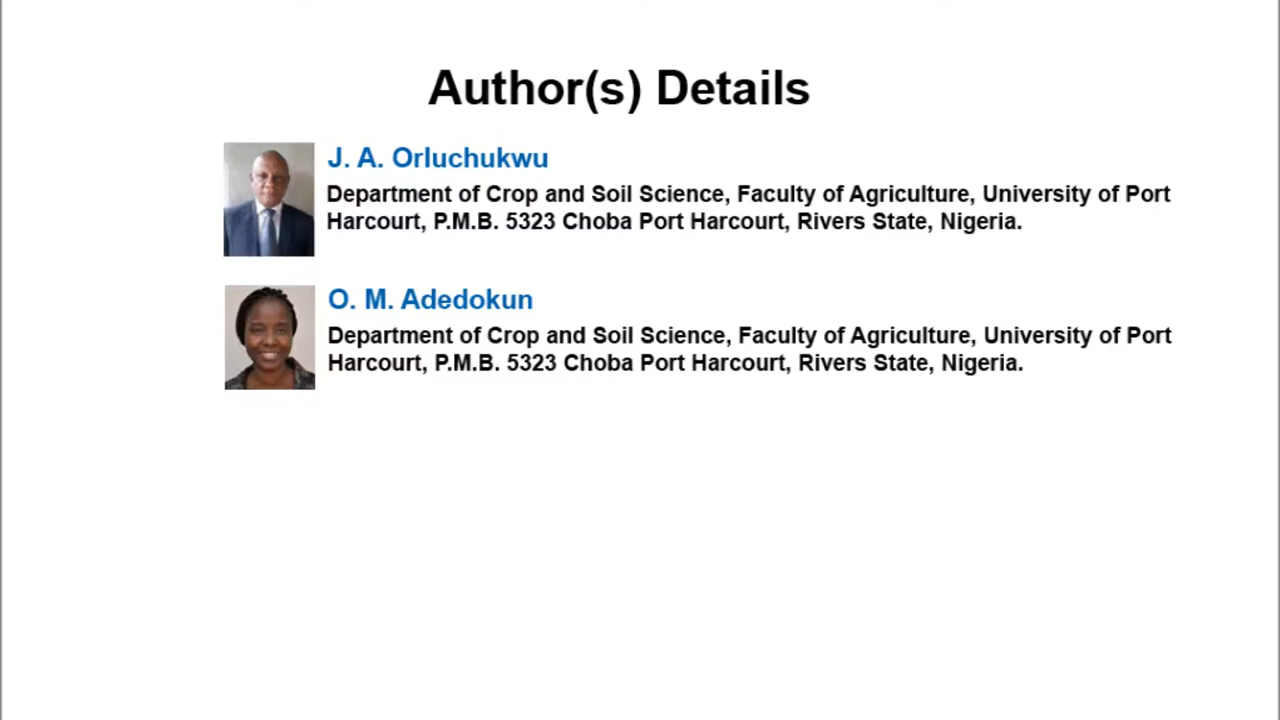 Author(s) Details
J. A. Orluchukwu
Department of Crop and Soil Science, Faculty of Agriculture, University of Port
Harcourt, P.M.B. 5323 Choba Port Harcourt, Rivers State, Nigeria.
O. M. Adedokun
Department of Crop and Soil Science, Faculty of Agriculture, University of Port
Harcourt, P.M.B. 5323 Choba Port Harcourt, Rivers State, Nigeria.